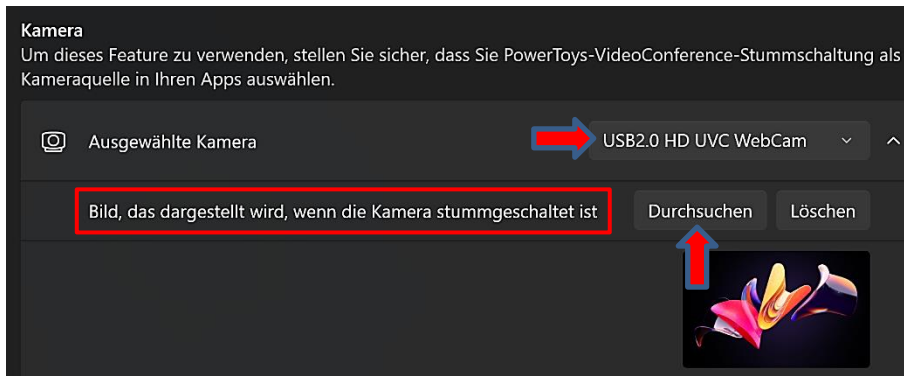 Kamera
Um dieses Feature zu verwenden, stellen Sie sicher, dass Sie PowerToys-VideoConference-Stummschaltung als
Kameraquelle in Ihren Apps auswählen.
Ausgewählte Kamera USB2.0 HD UVC WebCam
Bild, das dargestellt wird, wenn die Kamera stummgeschaltet ist Durchsuchen Löschen